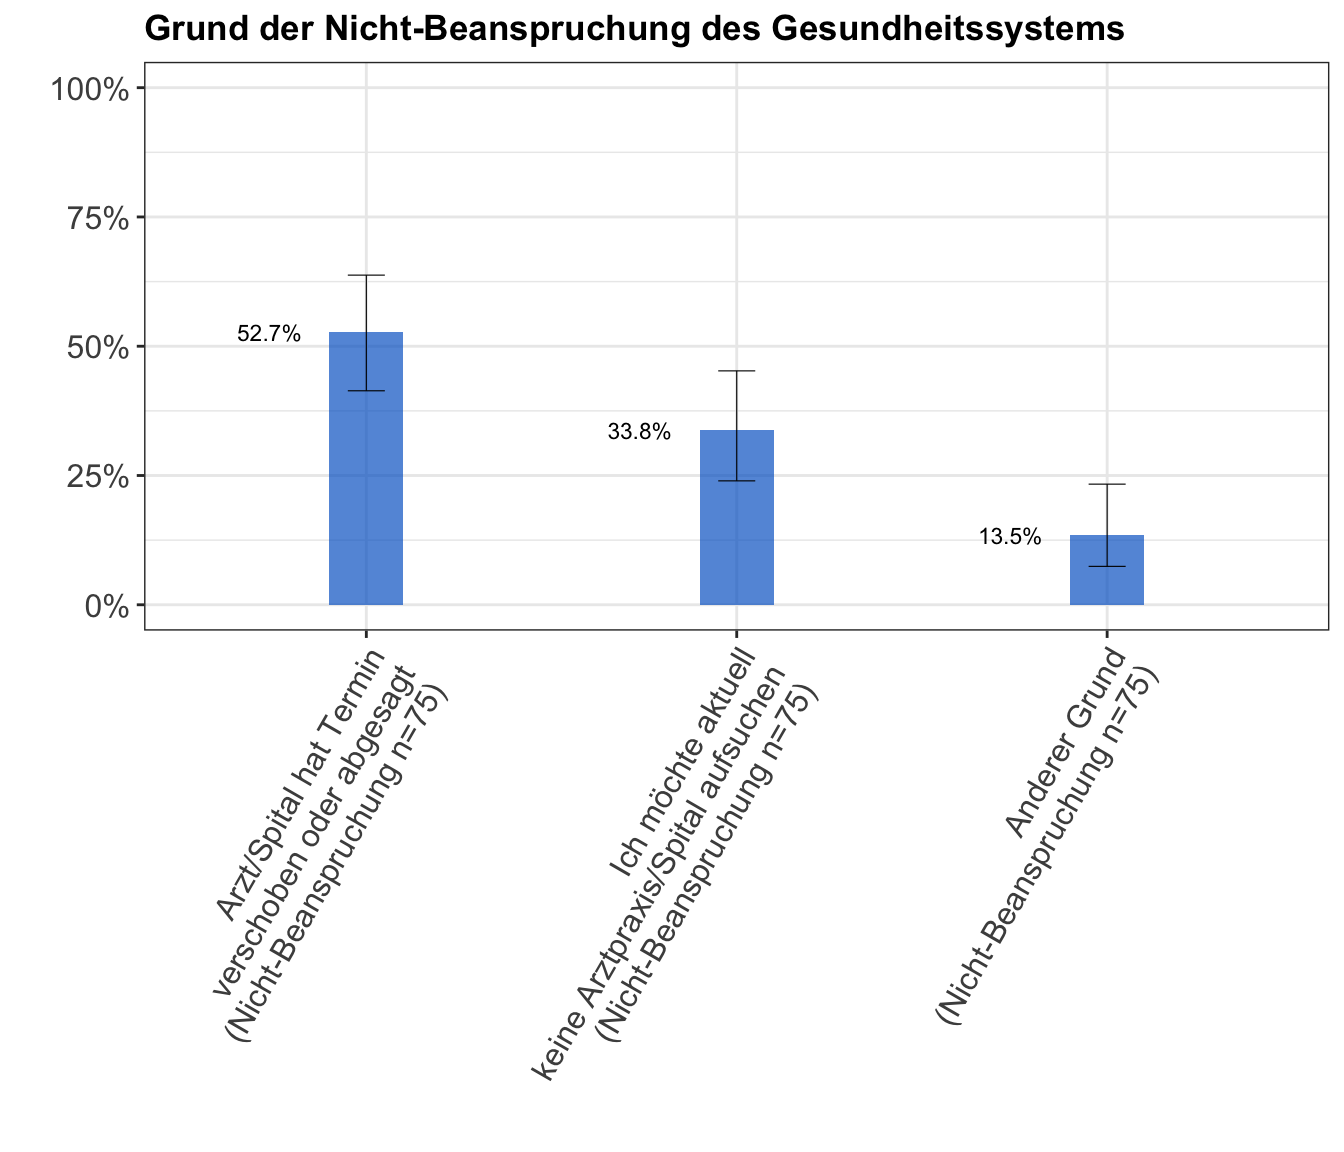 Grund der Nicht-Beanspruchung des Gesundheitssystems
100%
75%
50%
25%
0%
52.7%
33.8%
13.5%
Arzt/Spital hat Termin
verschoben oder abgesagt
(Nicht-Beanspruchung n=75)
Ich möchte aktuell
keine Arztpraxis/Spital aufsuchen
(Nicht-Beanspruchung n=75)
Anderer Grund
(Nicht-Beanspruchung n=75)